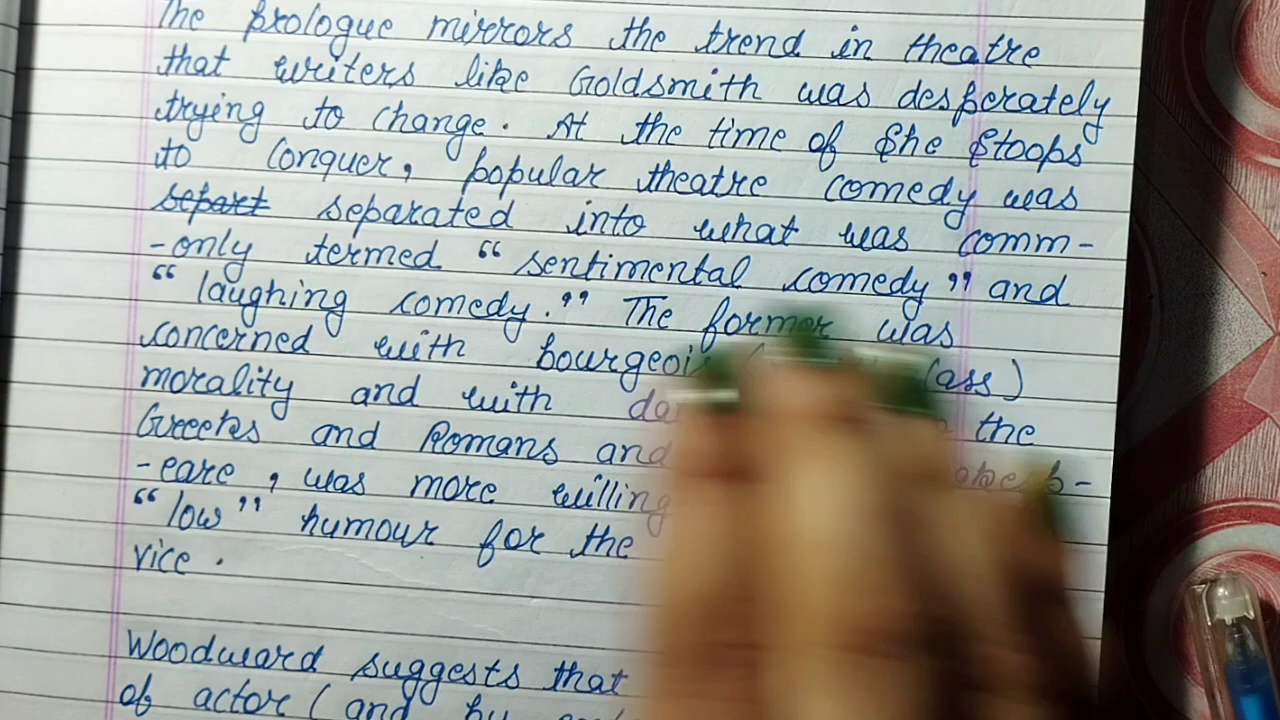 The prologue mirrors the trend in theatre
that writers like Goldsmith was desperately
trying to change. At the time of She Stoops
to Conquer, popular theatre comedy was
separt separated into what was comm-
-only termed "sentimental comedy" and
"laughing comedy." The former was
concerned with bourgeois
morality and with the
Greeks and Romans and
-eare, was more willing
"low" humour for the
vice.
Woodward suggests that
of actor (and by